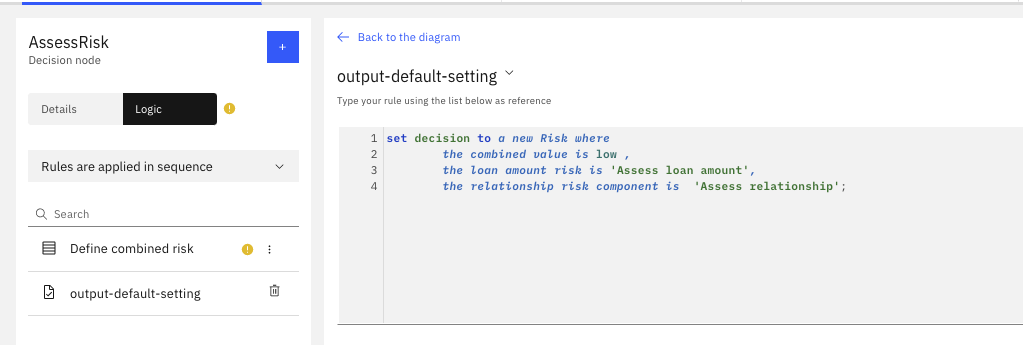 AssessRisk
Decision node
+
Details
Logic
!
Rules are applied in sequence
Search
Define combined risk
!
output-default-setting
← Back to the diagram
output-default-setting
Type your rule using the list below as reference
1 set decision to a new Risk where
2 the combined value is low ,
3 the loan amount risk is 'Assess loan amount',
4 the relationship risk component is 'Assess relationship';